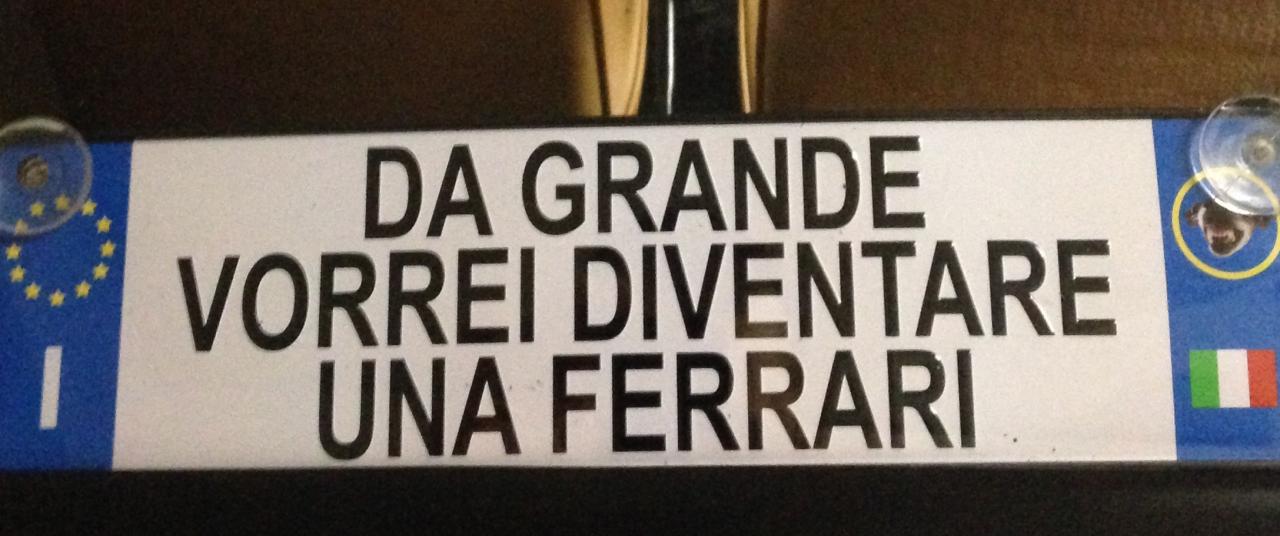 DA GRANDE
VORREI DIVENTARE
UNA FERRARI
I